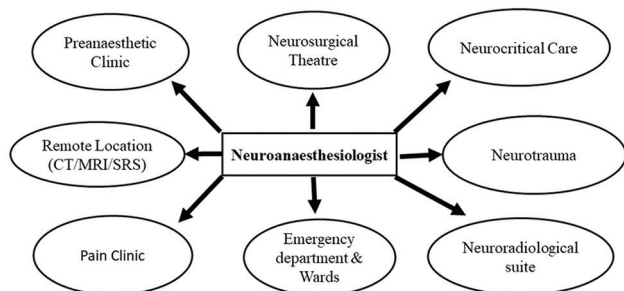 Preanaesthetic
Clinic
Neurosurgical
Theatre
Neurocritical Care
Remote Location
(CT/MRI/SRS)
Neuroanaesthesiologist
Neurotrauma
Pain Clinic
Emergency
department &
Wards
Neuroradiological
suite